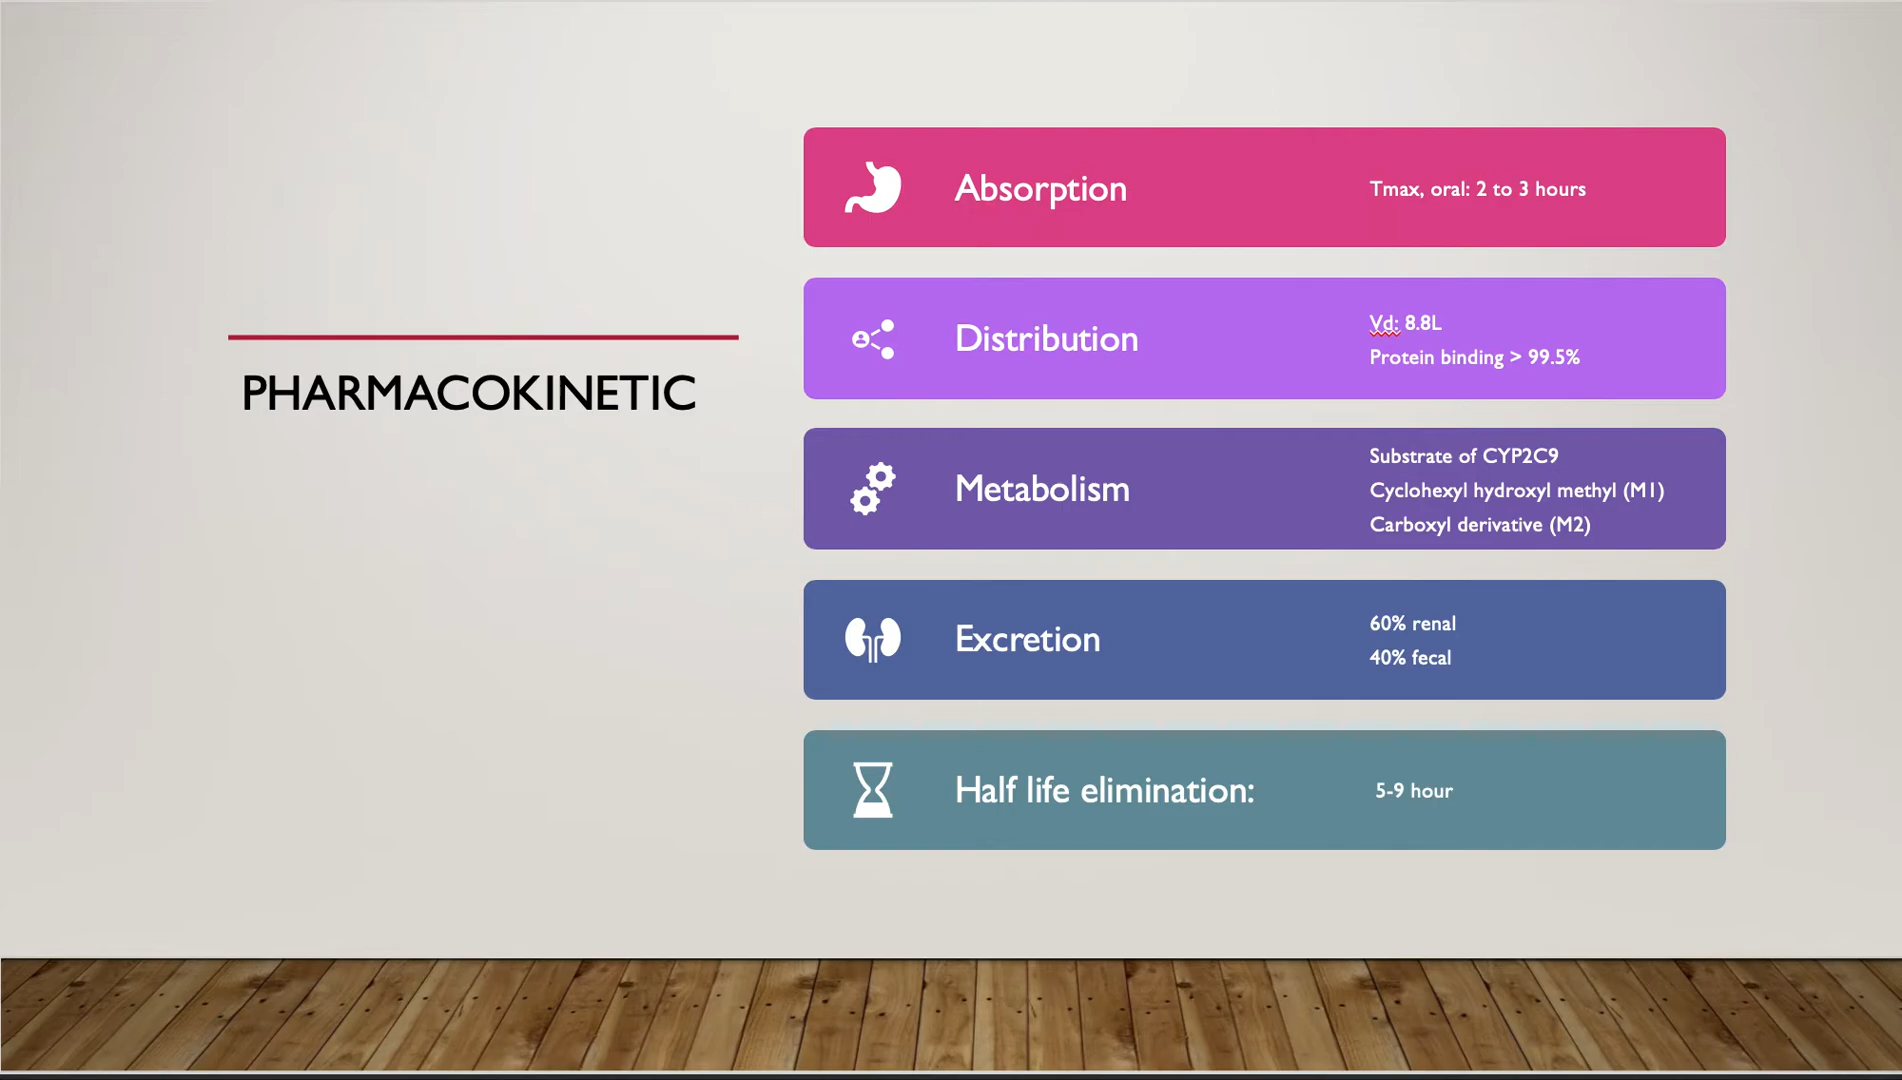 PHARMACOKINETIC
Absorption
Tmax, oral: 2 to 3 hours
Distribution
Vd: 8.8L
Protein binding > 99.5%
Metabolism
Substrate of CYP2C9
Cyclohexyl hydroxyl methyl (M1)
Carboxyl derivative (M2)
Excretion
60% renal
40% fecal
Half life elimination:
5-9 hour